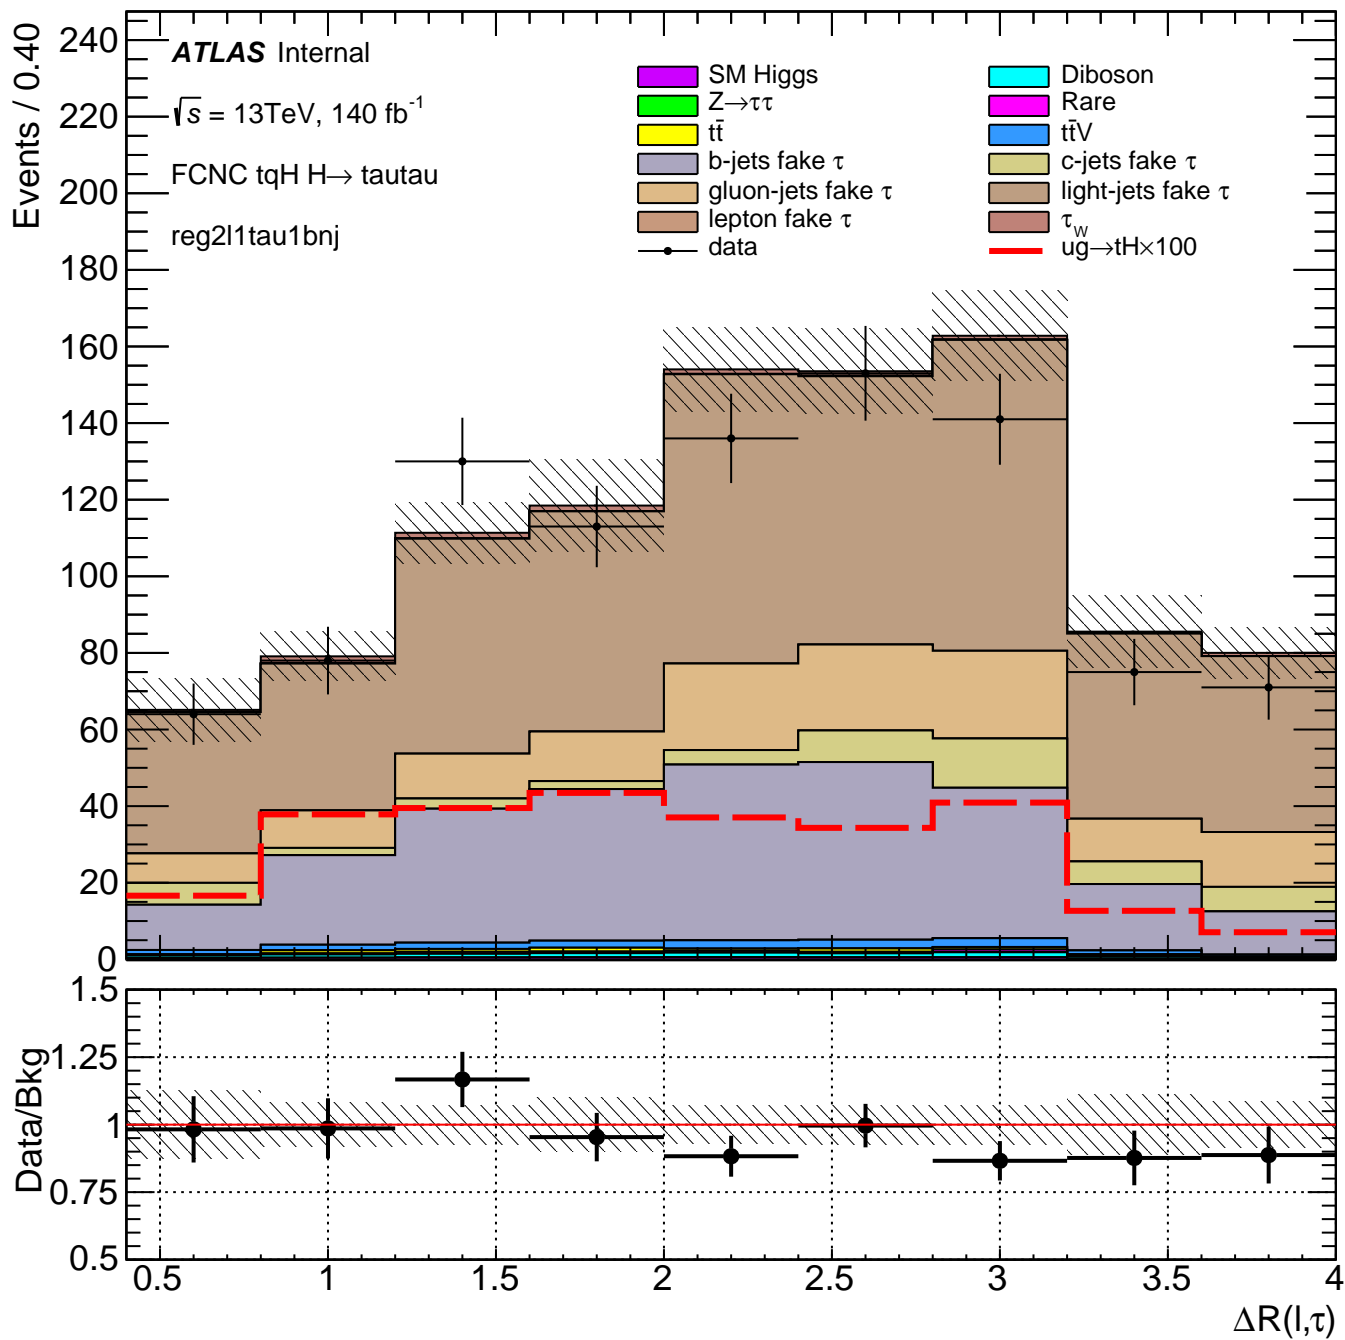 Events / 0.40
240
220
200
180
160
140
120
100
80
60
40
20
0
ATLAS Internal
√s = 13TeV, 140 fb⁻¹
FCNC tqH H→ tautau
reg2l1tau1bnj
SM Higgs
Diboson
Z→ττ
Rare
tt̄
tt̄V
b-jets fake τ
c-jets fake τ
gluon-jets fake τ
light-jets fake τ
lepton fake τ
τ_W
data
ug→tH×100
Data/Bkg
1.5
1.25
1
0.75
0.5
0.5 1 1.5 2 2.5 3 3.5 4
ΔR(l,τ)